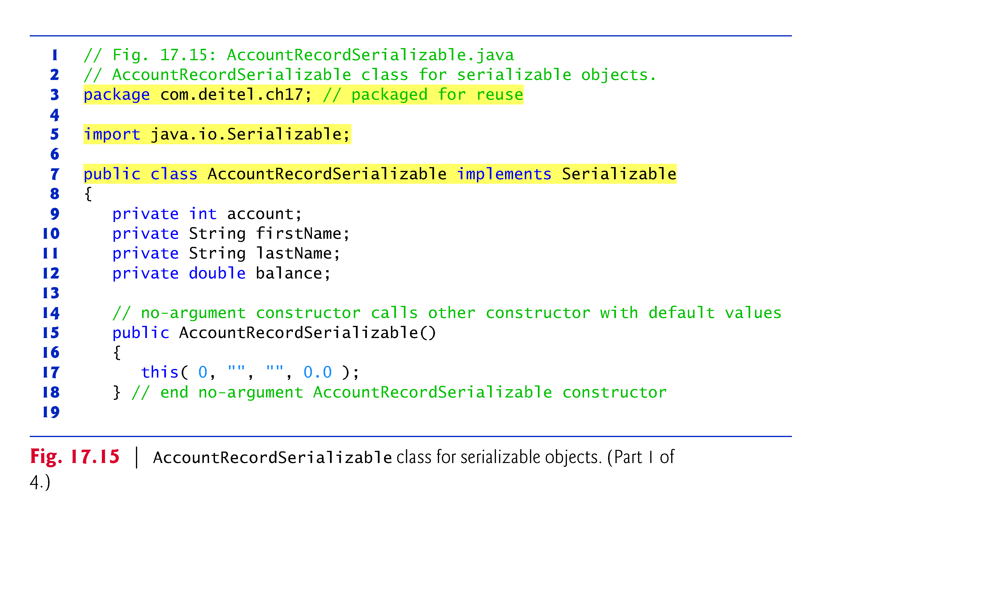 1 // Fig. 17.15: AccountRecordSerializable.java
2 // AccountRecordSerializable class for serializable objects.
3 package com.deitel.ch17; // packaged for reuse
4
5 import java.io.Serializable;
6
7 public class AccountRecordSerializable implements Serializable
8 {
9    private int account;
10    private String firstName;
11    private String lastName;
12    private double balance;
13
14    // no-argument constructor calls other constructor with default values
15    public AccountRecordSerializable()
16    {
17       this( 0, "", "", 0.0 );
18    } // end no-argument AccountRecordSerializable constructor
19
Fig. 17.15 | AccountRecordSerializable class for serializable objects. (Part 1 of
4.)